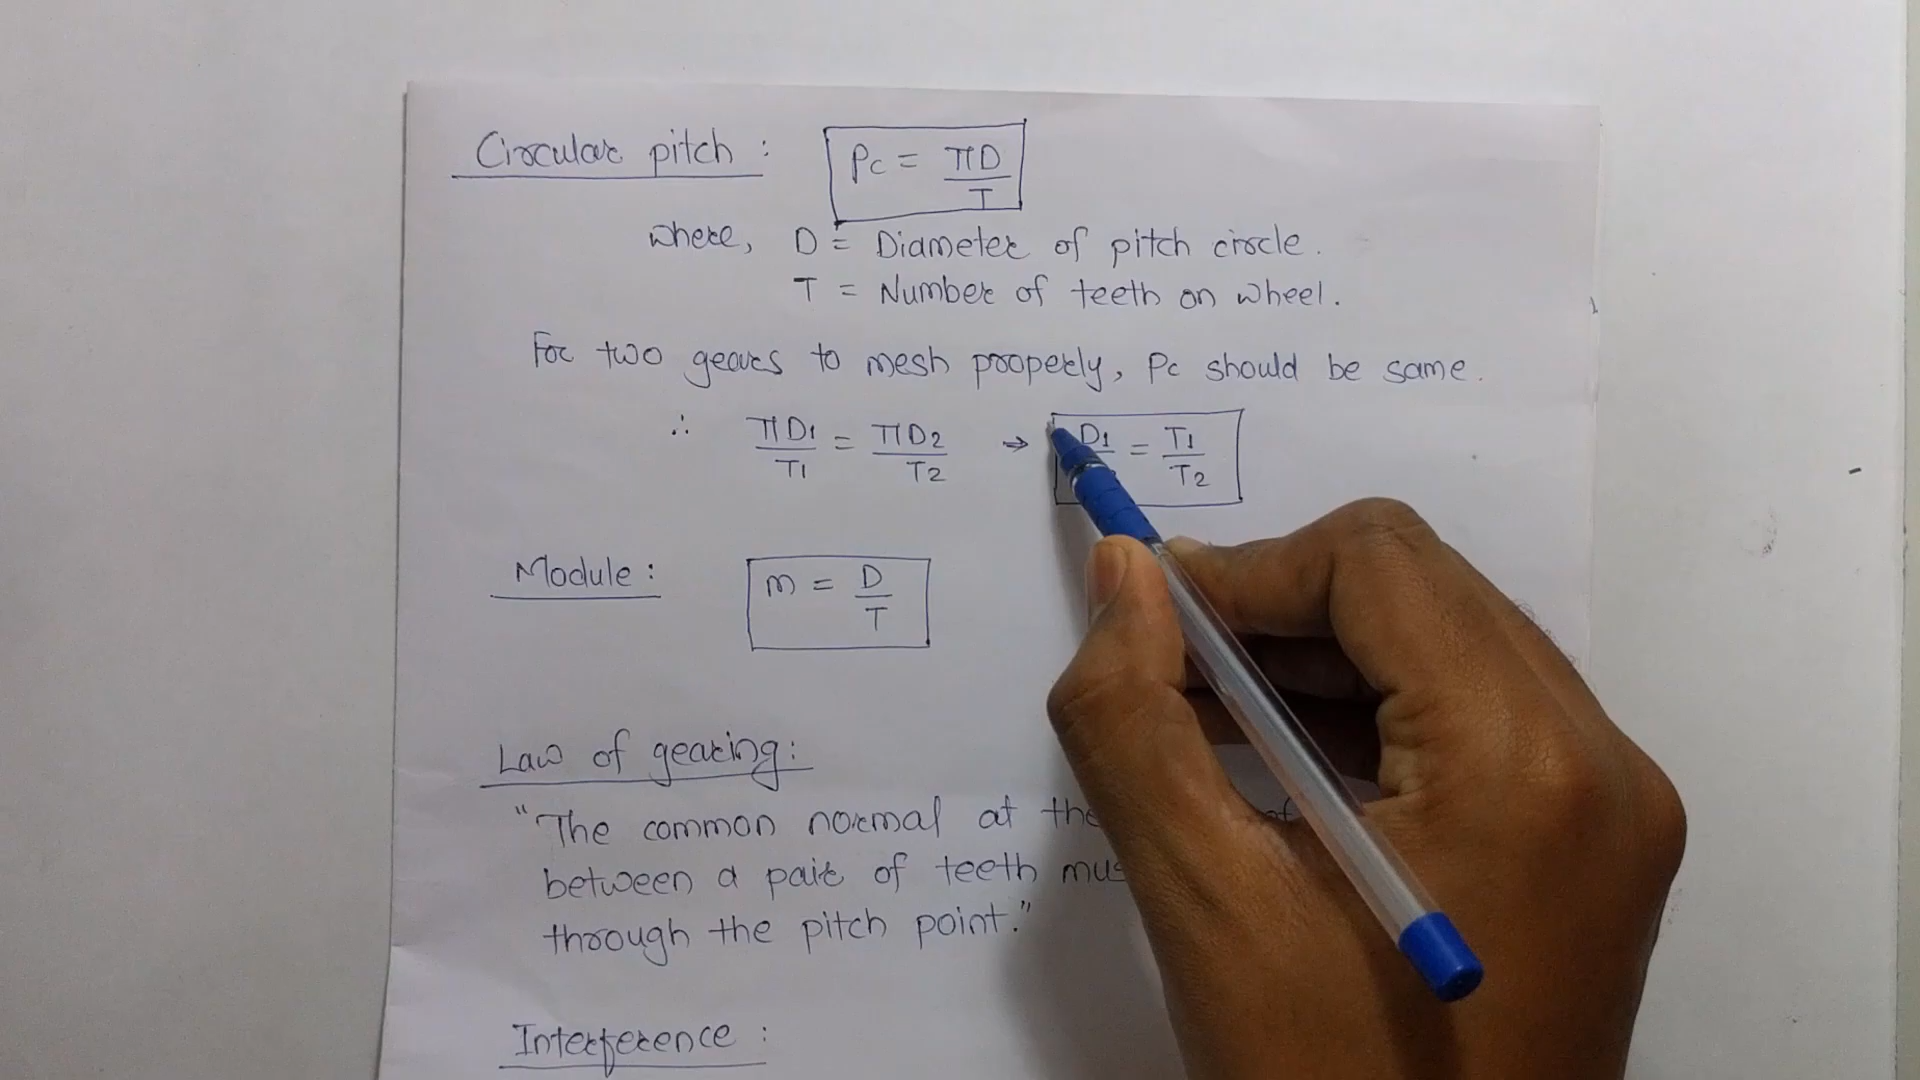 Circular pitch : Pc = πD/T
where, D = Diameter of pitch circle.
T = Number of teeth on wheel.
For two gears to mesh properly, Pc should be same.
∴ πD1/T1 = πD2/T2 → D1 = T1/T2
Module : m = D/T
Law of gearing :
"The common normal at the of
between a pair of teeth
through the pitch point."
Interference :